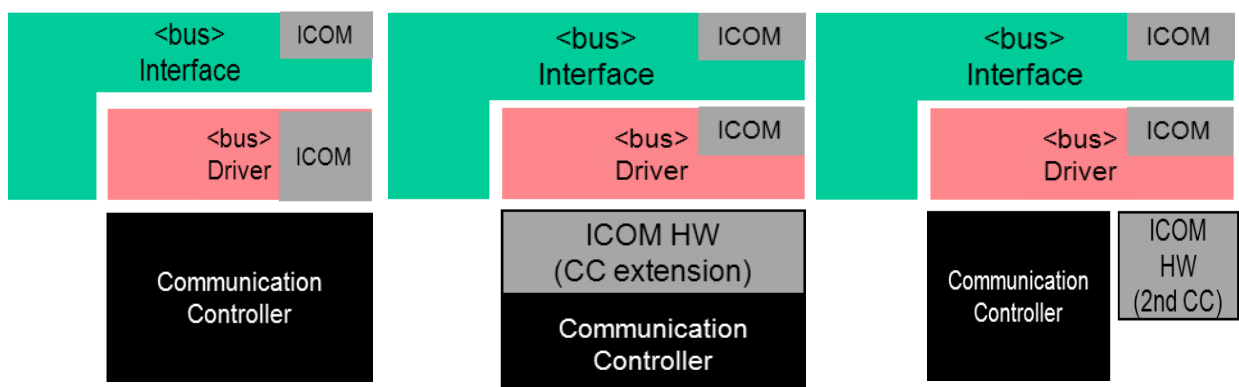 <bus>
Interface
ICOM
<bus>
Driver
ICOM
Communication
Controller
<bus>
Interface
ICOM
<bus>
Driver
ICOM
ICOM HW
(CC extension)
Communication
Controller
<bus>
Interface
ICOM
<bus>
Driver
ICOM
Communication
Controller
ICOM
HW
(2nd CC)